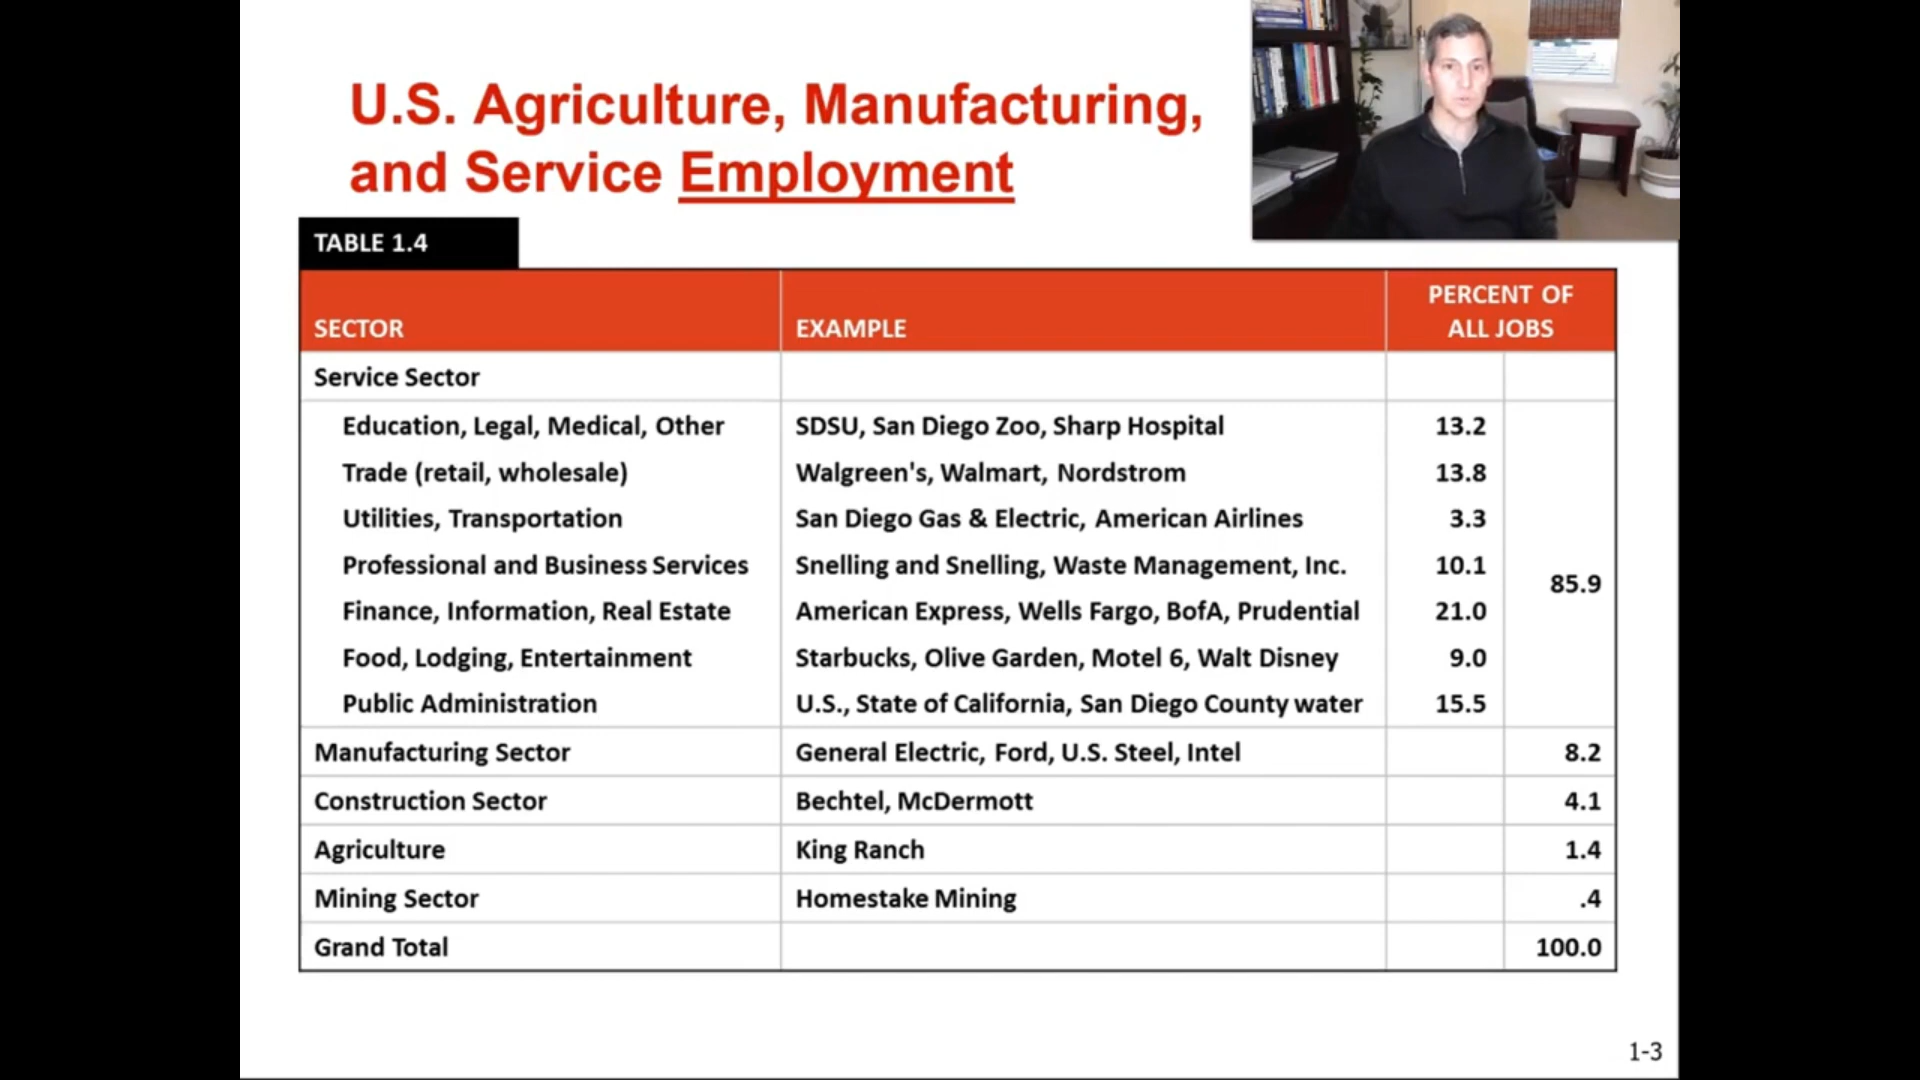 U.S. Agriculture, Manufacturing,
and Service Employment
TABLE 1.4
SECTOR EXAMPLE PERCENT OF ALL JOBS
Service Sector
Education, Legal, Medical, Other SDSU, San Diego Zoo, Sharp Hospital 13.2
Trade (retail, wholesale) Walgreen's, Walmart, Nordstrom 13.8
Utilities, Transportation San Diego Gas & Electric, American Airlines 3.3
Professional and Business Services Snelling and Snelling, Waste Management, Inc. 10.1
85.9
Finance, Information, Real Estate American Express, Wells Fargo, BofA, Prudential 21.0
Food, Lodging, Entertainment Starbucks, Olive Garden, Motel 6, Walt Disney 9.0
Public Administration U.S., State of California, San Diego County water 15.5
Manufacturing Sector General Electric, Ford, U.S. Steel, Intel 8.2
Construction Sector Bechtel, McDermott 4.1
Agriculture King Ranch 1.4
Mining Sector Homestake Mining .4
Grand Total 100.0
1-3